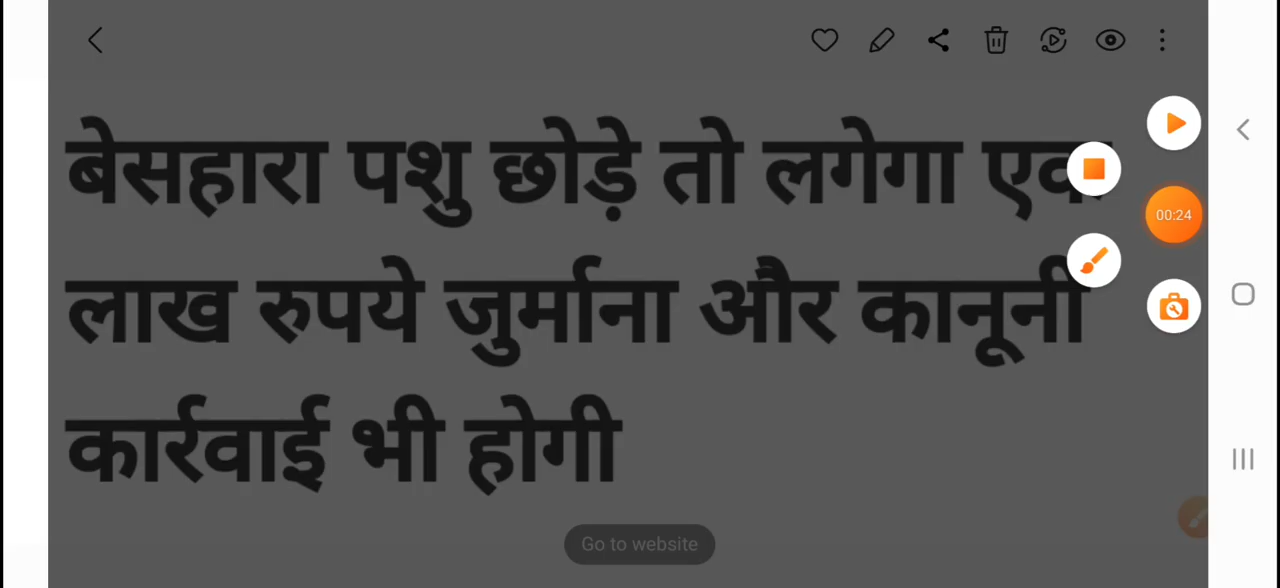 बेसहारा पशु छोड़े तो लगेगा एक
लाख रुपये जुर्माना और कानूनी
कार्रवाई भी होगी
00:24
Go to website